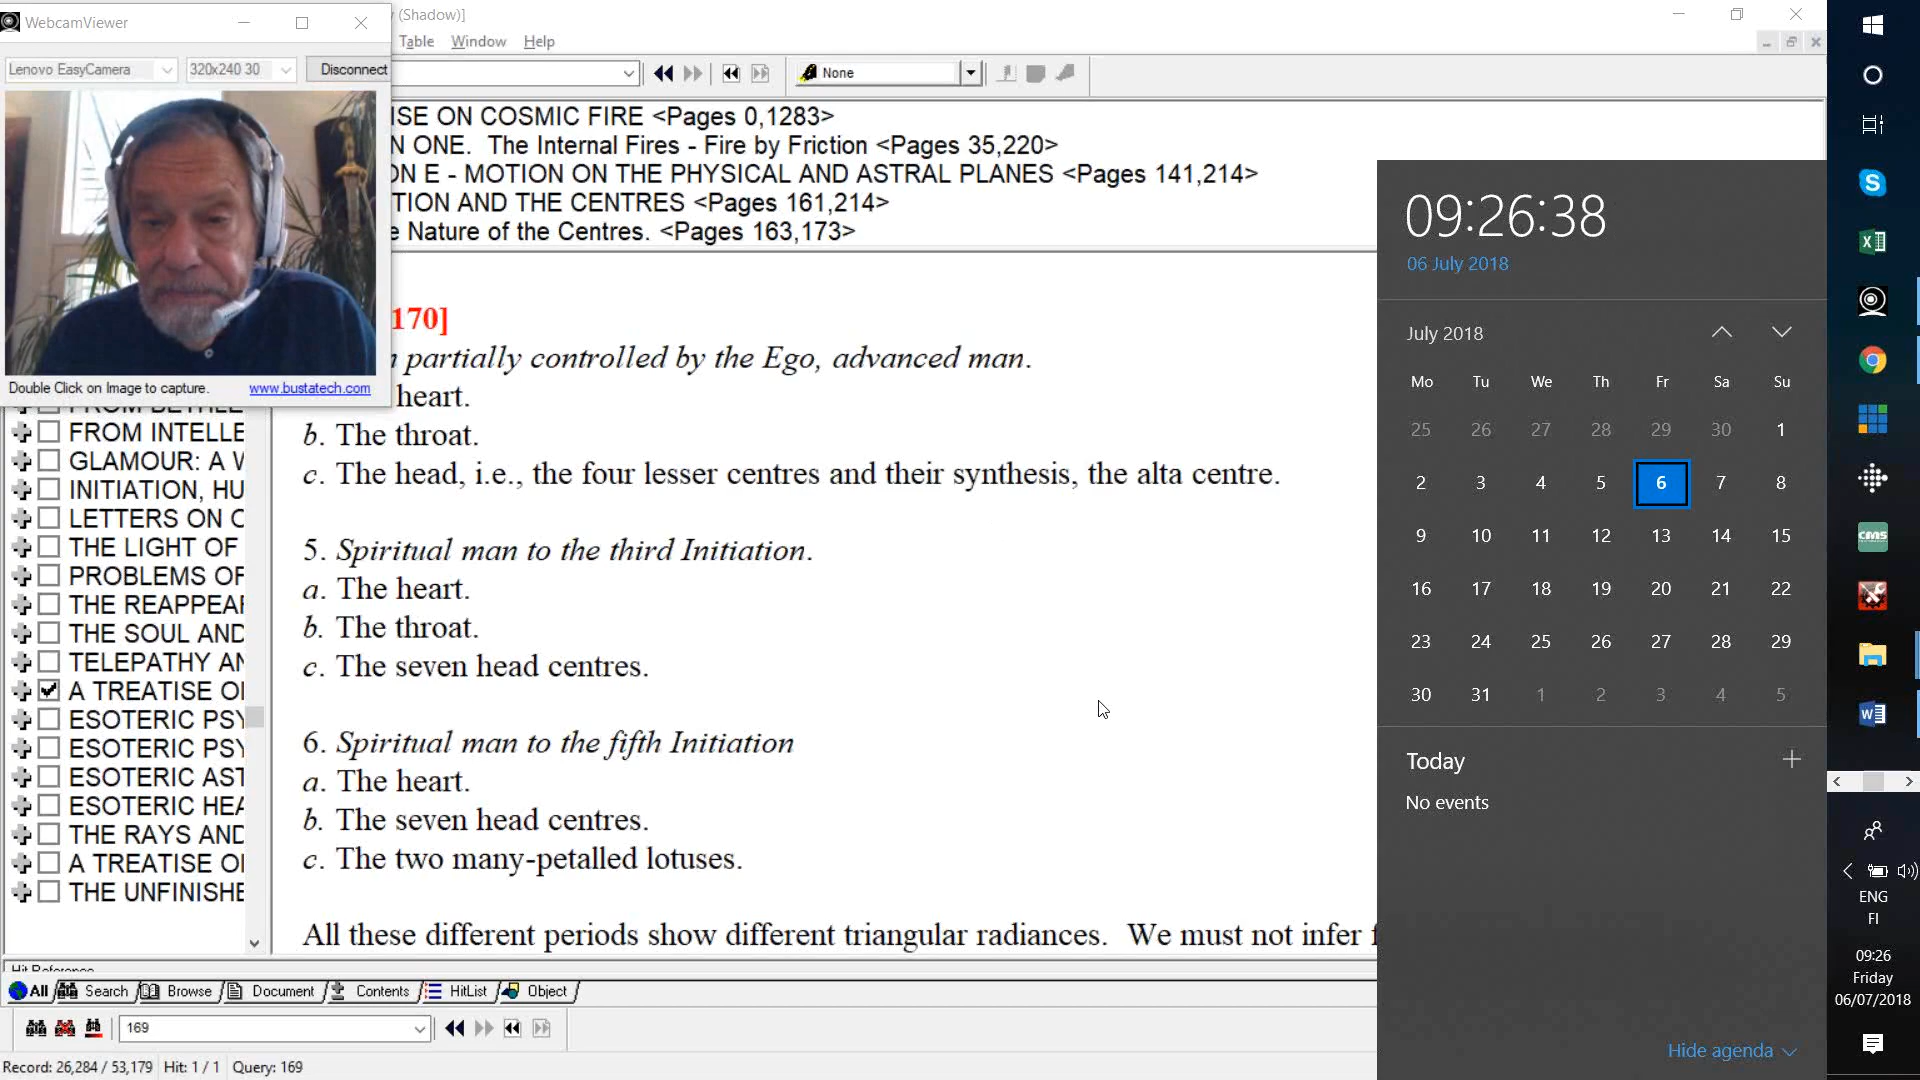 WebcamViewer
Lenovo EasyCamera 320x240 30 Disconnect
Double Click on Image to capture. www.bustatech.com
(Shadow)]
Table Window Help
None
ISE ON COSMIC FIRE <Pages 0,1283>
N ONE. The Internal Fires - Fire by Friction <Pages 35,220>
ON E - MOTION ON THE PHYSICAL AND ASTRAL PLANES <Pages 141,214>
TION AND THE CENTRES <Pages 161,214>
e Nature of the Centres. <Pages 163,173>
FROM INTELLE
GLAMOUR: A W
INITIATION, HU
LETTERS ON O
THE LIGHT OF
PROBLEMS OF
THE REAPPEAR
THE SOUL AND
TELEPATHY AN
A TREATISE O
ESOTERIC PSY
ESOTERIC PSY
ESOTERIC AST
ESOTERIC HEA
THE RAYS AND
A TREATISE O
THE UNFINISHE
170]
partially controlled by the Ego, advanced man.
heart.
b. The throat.
c. The head, i.e., the four lesser centres and their synthesis, the alta centre.
5. Spiritual man to the third Initiation.
a. The heart.
b. The throat.
c. The seven head centres.
6. Spiritual man to the fifth Initiation
a. The heart.
b. The seven head centres.
c. The two many-petalled lotuses.
All these different periods show different triangular radiances. We must not infer f
Hit Reference
All Search Browse Document Contents HitList Object
169
Record: 26,284 / 53,179 Hit: 1 / 1 Query: 169
09:26:38
06 July 2018
July 2018
Mo Tu We Th Fr Sa Su
25 26 27 28 29 30 1
2 3 4 5 6 7 8
9 10 11 12 13 14 15
16 17 18 19 20 21 22
23 24 25 26 27 28 29
30 31 1 2 3 4 5
Today
No events
Hide agenda
cms
ENG
FI
09:26
Friday
06/07/2018